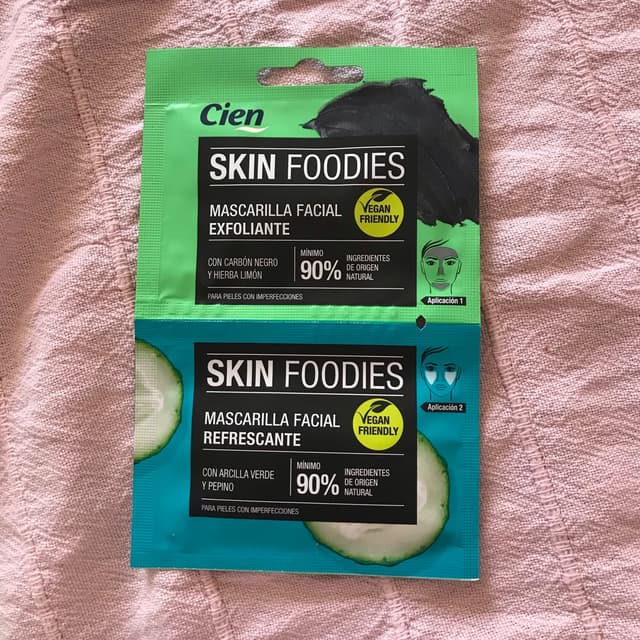 Cien
SKIN FOODIES
MASCARILLA FACIAL
EXFOLIANTE
VEGAN
FRIENDLY
CON CARBÓN NEGRO
Y HIERBA LIMÓN
MÍNIMO
90%
INGREDIENTES
DE ORIGEN
NATURAL
PARA PIELES CON IMPERFECCIONES
Aplicación 1
SKIN FOODIES
MASCARILLA FACIAL
REFRESCANTE
VEGAN
FRIENDLY
CON ARCILLA VERDE
Y PEPINO
MÍNIMO
90%
INGREDIENTES
DE ORIGEN
NATURAL
PARA PIELES CON IMPERFECCIONES
Aplicación 2